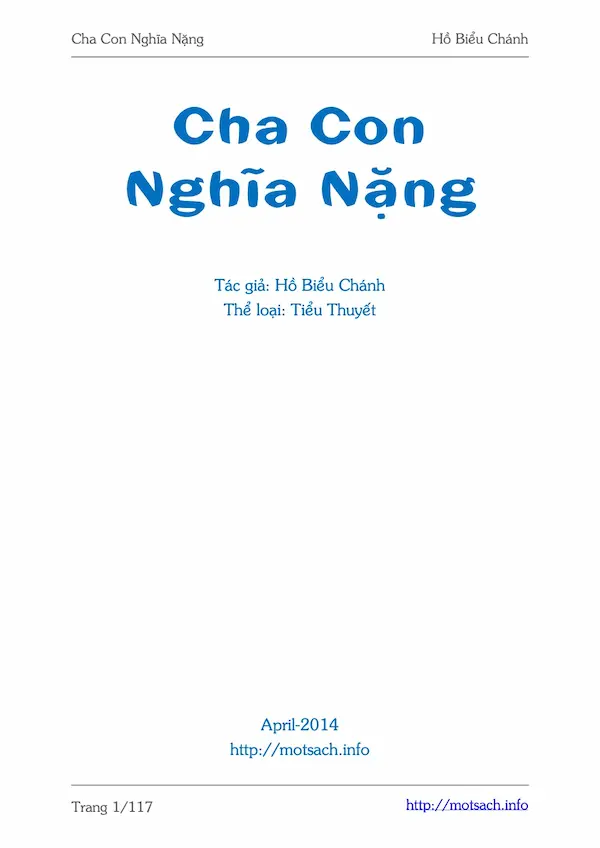 Cha Con Nghĩa Nặng Hồ Biểu Chánh
Cha Con
Nghĩa Nặng
Tác giả: Hồ Biểu Chánh
Thể loại: Tiểu Thuyết
April-2014
http://motsach.info
Trang 1/117 http://motsach.info